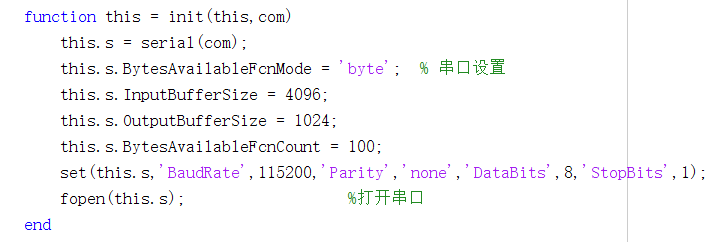 function this = init(this,com)
this.s = serial(com);
this.s.BytesAvailableFcnMode = 'byte';  % 串口设置
this.s.InputBufferSize = 4096;
this.s.OutputBufferSize = 1024;
this.s.BytesAvailableFcnCount = 100;
set(this.s,'BaudRate',115200,'Parity','none','DataBits',8,'StopBits',1);
fopen(this.s);                    %打开串口
end